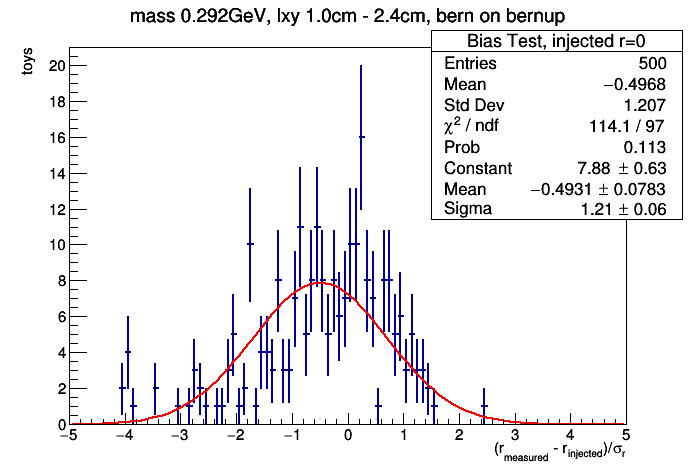 mass 0.292GeV, lxy 1.0cm - 2.4cm, bern on bernup
Bias Test, injected r=0
Entries 500
Mean −0.4968
Std Dev 1.207
χ² / ndf 114.1 / 97
Prob 0.113
Constant 7.88 ± 0.63
Mean −0.4931 ± 0.0783
Sigma 1.21 ± 0.06
toys
20
18
16
14
12
10
8
6
4
2
0
−5 −4 −3 −2 −1 0 1 2 3 4 5
(r_measured - r_injected)/σ_r